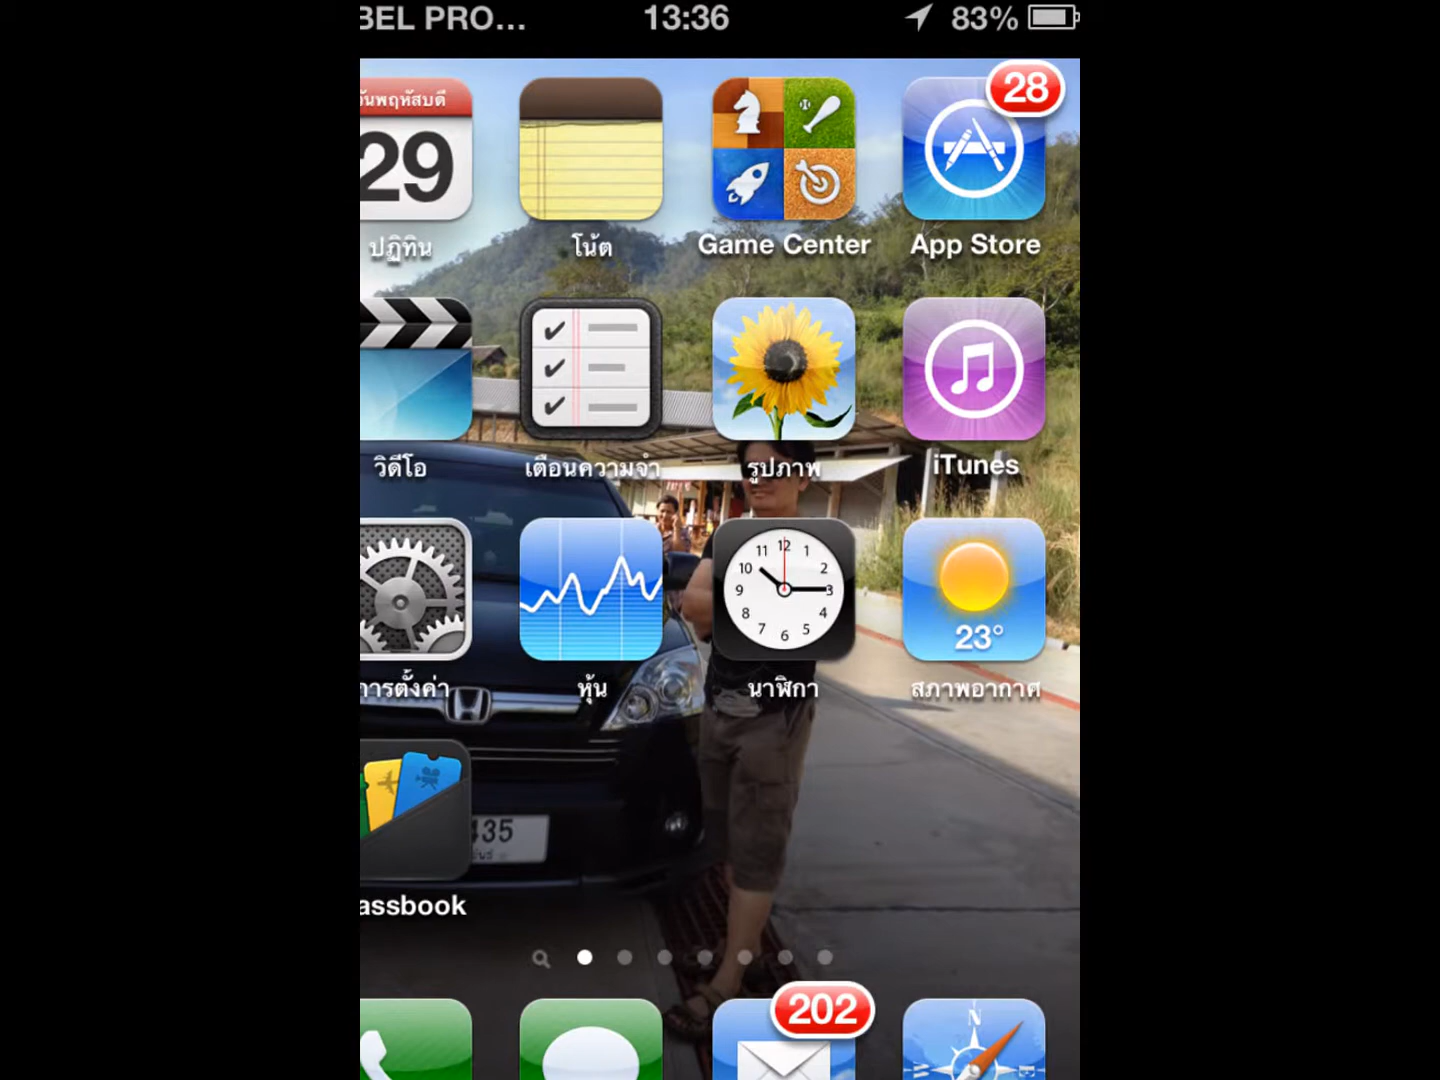 BEL PRO... 13:36 83%
28
วันพฤหัสบดี
29
ปฏิทิน โน้ต Game Center App Store
วิดีโอ เตือนความจำ รูปภาพ iTunes
11 12 1
10 2
9 3
8 4
7 6 5
23°
การตั้งค่า หุ้น นาฬิกา สภาพอากาศ
435
assbook
202
N
W